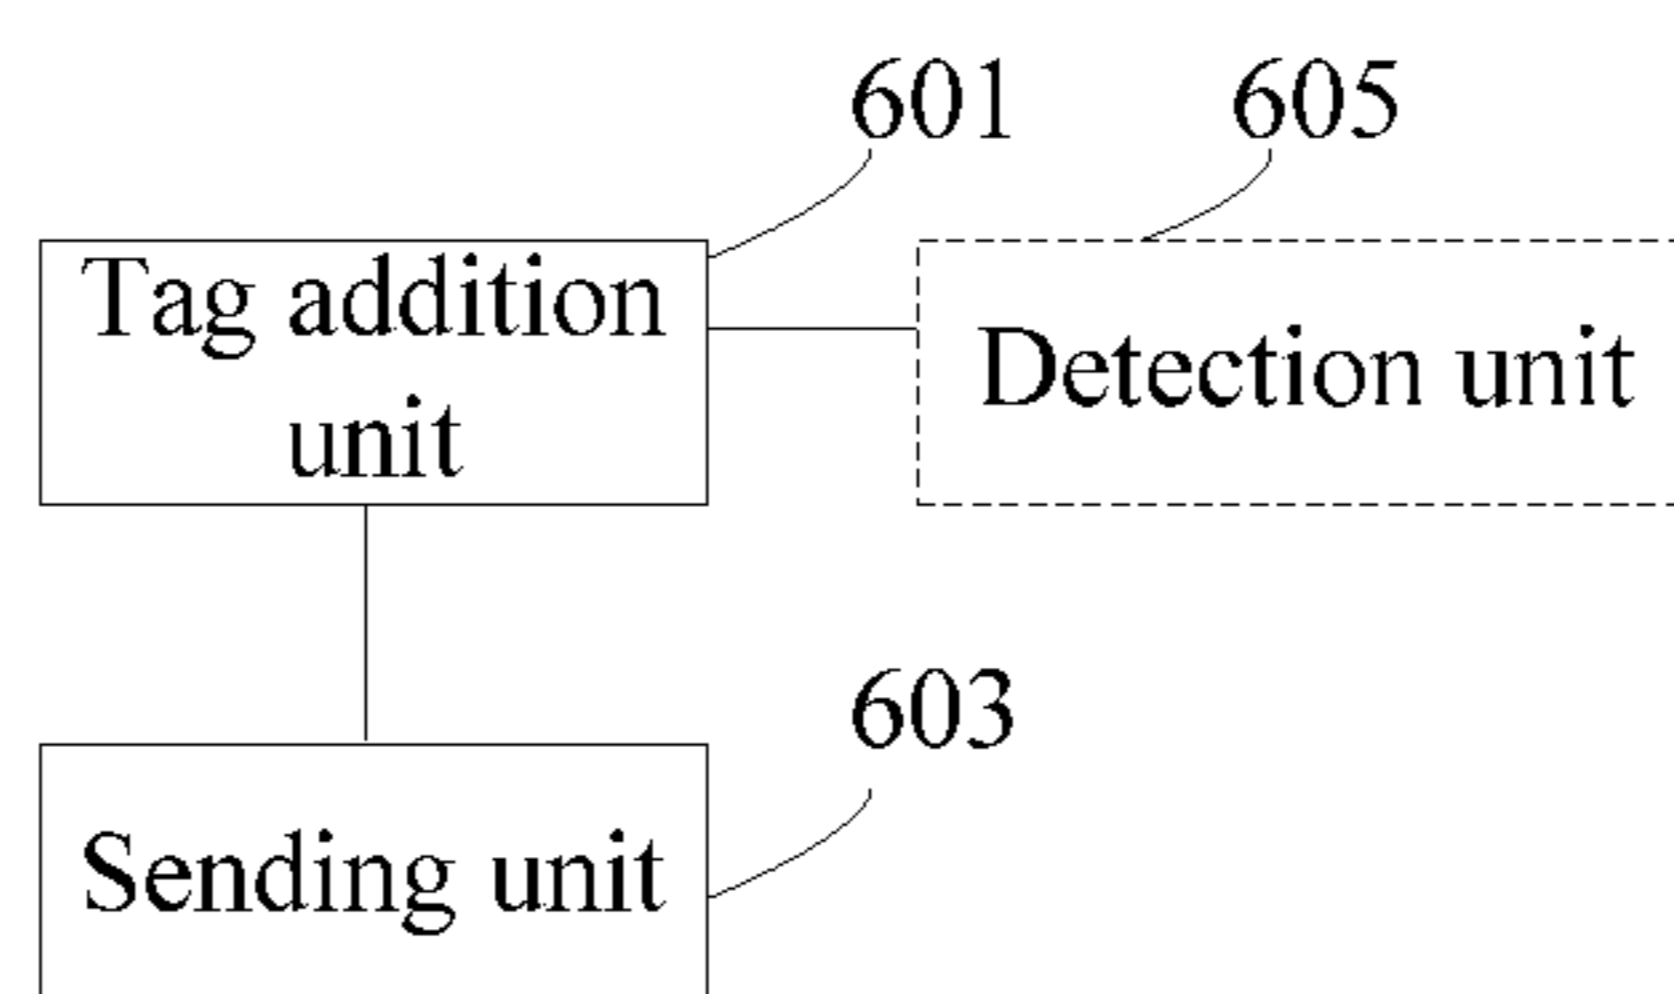 601
605
Tag addition
unit
Detection unit
603
Sending unit